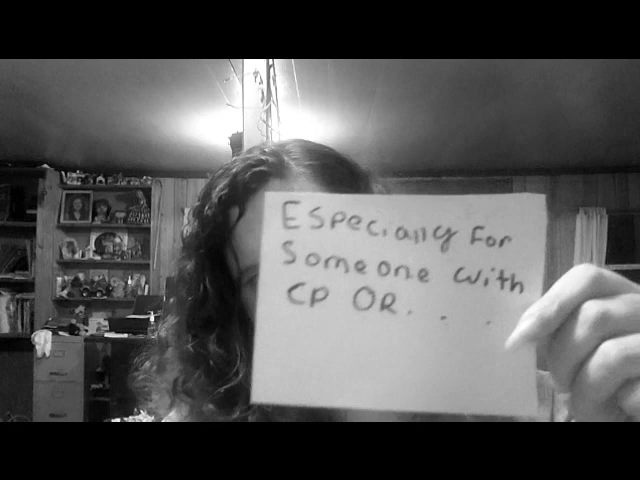 Especially For
Someone with
CP OR. . . .